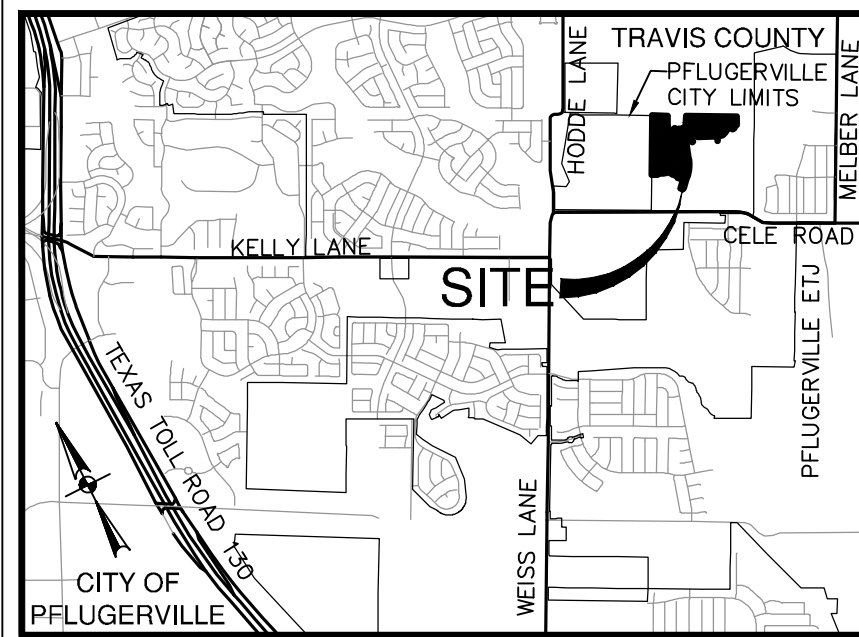 TRAVIS COUNTY
PFLUGERVILLE
CITY LIMITS
HODDE LANE
MELBER LANE
KELLY LANE
CELE ROAD
SITE
PFLUGERVILLE ETJ
TEXAS TOLL ROAD 130
WEISS LANE
CITY OF
PFLUGERVILLE